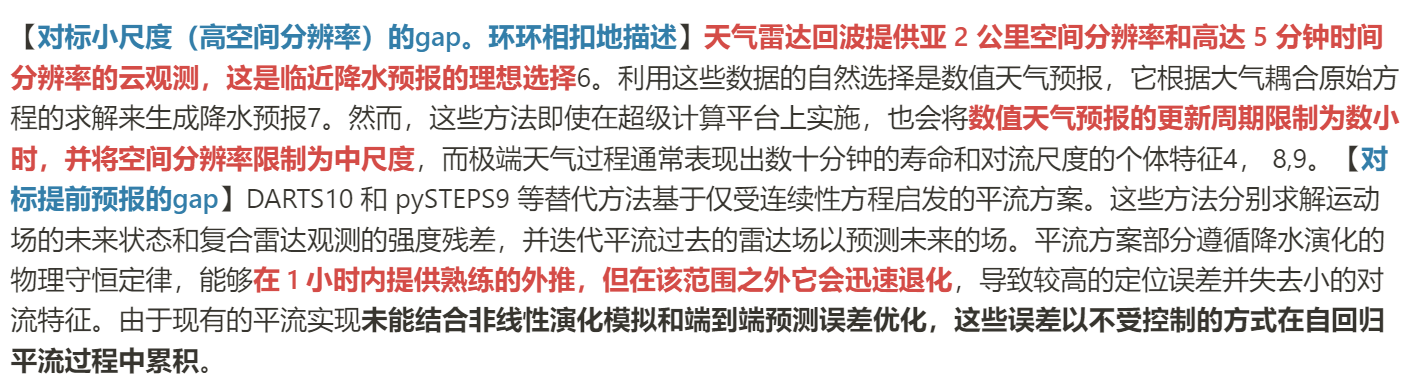 【对标小尺度（高空间分辨率）的gap。环环相扣地描述】天气雷达回波提供亚 2 公里空间分辨率和高达 5 分钟时间
分辨率的云观测，这是临近降水预报的理想选择6。利用这些数据的自然选择是数值天气预报，它根据大气耦合原始方
程的求解来生成降水预报7。然而，这些方法即使在超级计算平台上实施，也会将数值天气预报的更新周期限制为数小
时，并将空间分辨率限制为中尺度，而极端天气过程通常表现出数十分钟的寿命和对流尺度的个体特征4， 8,9。【对
标提前预报的gap】DARTS10 和 pySTEPS9 等替代方法基于仅受连续性方程启发的平流方案。这些方法分别求解运动
场的未来状态和复合雷达观测的强度残差，并迭代平流过去的雷达场以预测未来的场。平流方案部分遵循降水演化的
物理守恒定律，能够在 1 小时内提供熟练的外推，但在该范围之外它会迅速退化，导致较高的定位误差并失去小的对
流特征。由于现有的平流实现未能结合非线性演化模拟和端到端预测误差优化，这些误差以不受控制的方式在自回归
平流过程中累积。